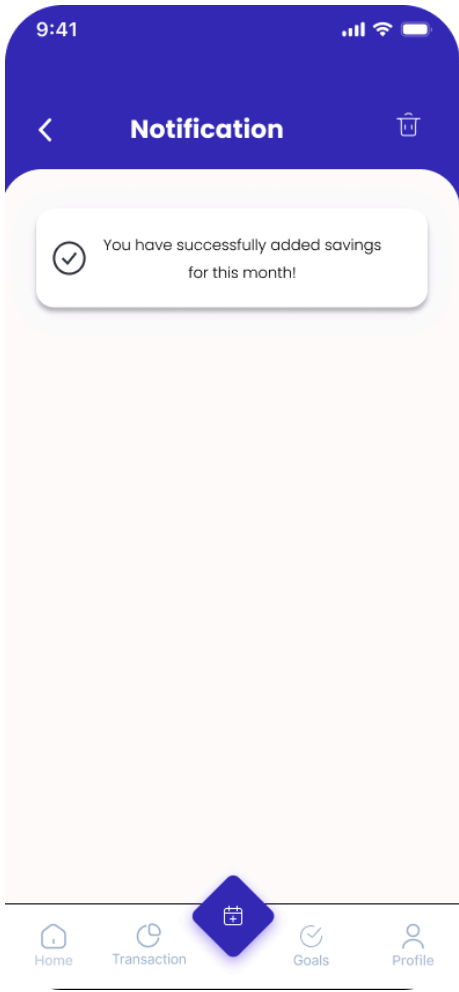 9:41
Notification
You have successfully added savings
for this month!
Home
Transaction
Goals
Profile